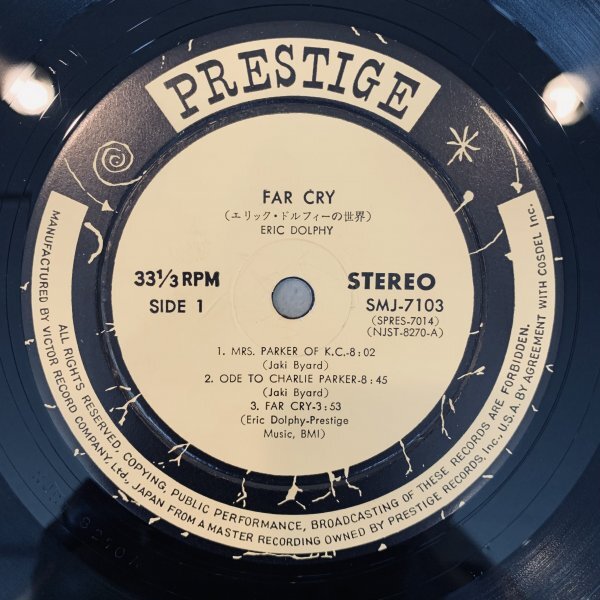 PRESTIGE
FAR CRY
(エリック・ドルフィーの世界)
ERIC DOLPHY
33 1/3 RPM
SIDE 1
STEREO
SMJ-7103
(SPRES-7014)
(NJST-8270-A)
1. MRS. PARKER OF K.C.-8:02
(Jaki Byard)
2. ODE TO CHARLIE PARKER-8:45
(Jaki Byard)
3. FAR CRY-3:53
(Eric Dolphy-Prestige
Music, BMI)
ALL RIGHTS RESERVED, COPYING, PUBLIC PERFORMANCE, BROADCASTING OF THESE RECORDS ARE FORBIDDEN.
MANUFACTURED BY VICTOR RECORD COMPANY, Ltd., JAPAN FROM A MASTER RECORDING OWNED BY PRESTIGE RECORDS, Inc., U.S.A. BY AGREEMENT WITH COSDEL Inc.